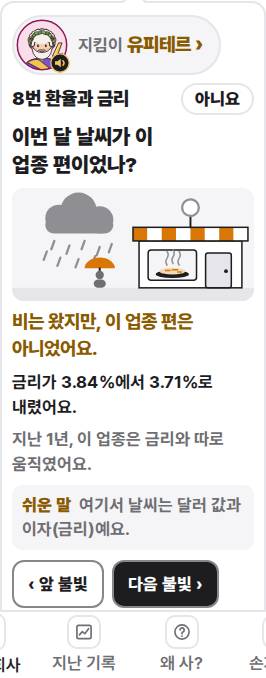 지킴이 유피테르 ›
8번 환율과 금리
아니요
이번 달 날씨가 이
업종 편이었나?
비는 왔지만, 이 업종 편은
아니었어요.
금리가 3.84%에서 3.71%로
내렸어요.
지난 1년, 이 업종은 금리와 따로
움직였어요.
쉬운 말 여기서 날씨는 달러 값과
이자(금리)예요.
‹ 앞 불빛
다음 불빛 ›
회사
지난 기록
왜 사?